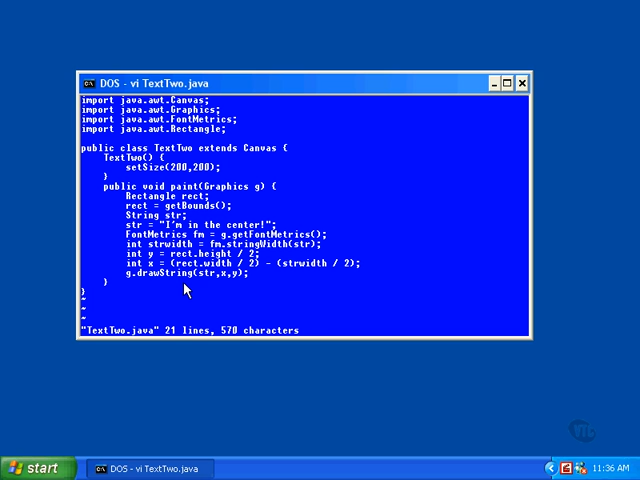 DOS - vi TextTwo.java
import java.awt.Canvas;
import java.awt.Graphics;
import java.awt.FontMetrics;
import java.awt.Rectangle;
public class TextTwo extends Canvas {
TextTwo() {
setSize(200,200);
}
public void paint(Graphics g) {
Rectangle rect;
rect = getBounds();
String str;
str = "I'm in the center!";
FontMetrics fm = g.getFontMetrics();
int strwidth = fm.stringWidth(str);
int y = rect.height / 2;
int x = (rect.width / 2) - (strwidth / 2);
g.drawString(str,x,y);
}
}
~
~
~
"TextTwo.java" 21 lines, 570 characters
start
DOS - vi TextTwo.java
11:36 AM